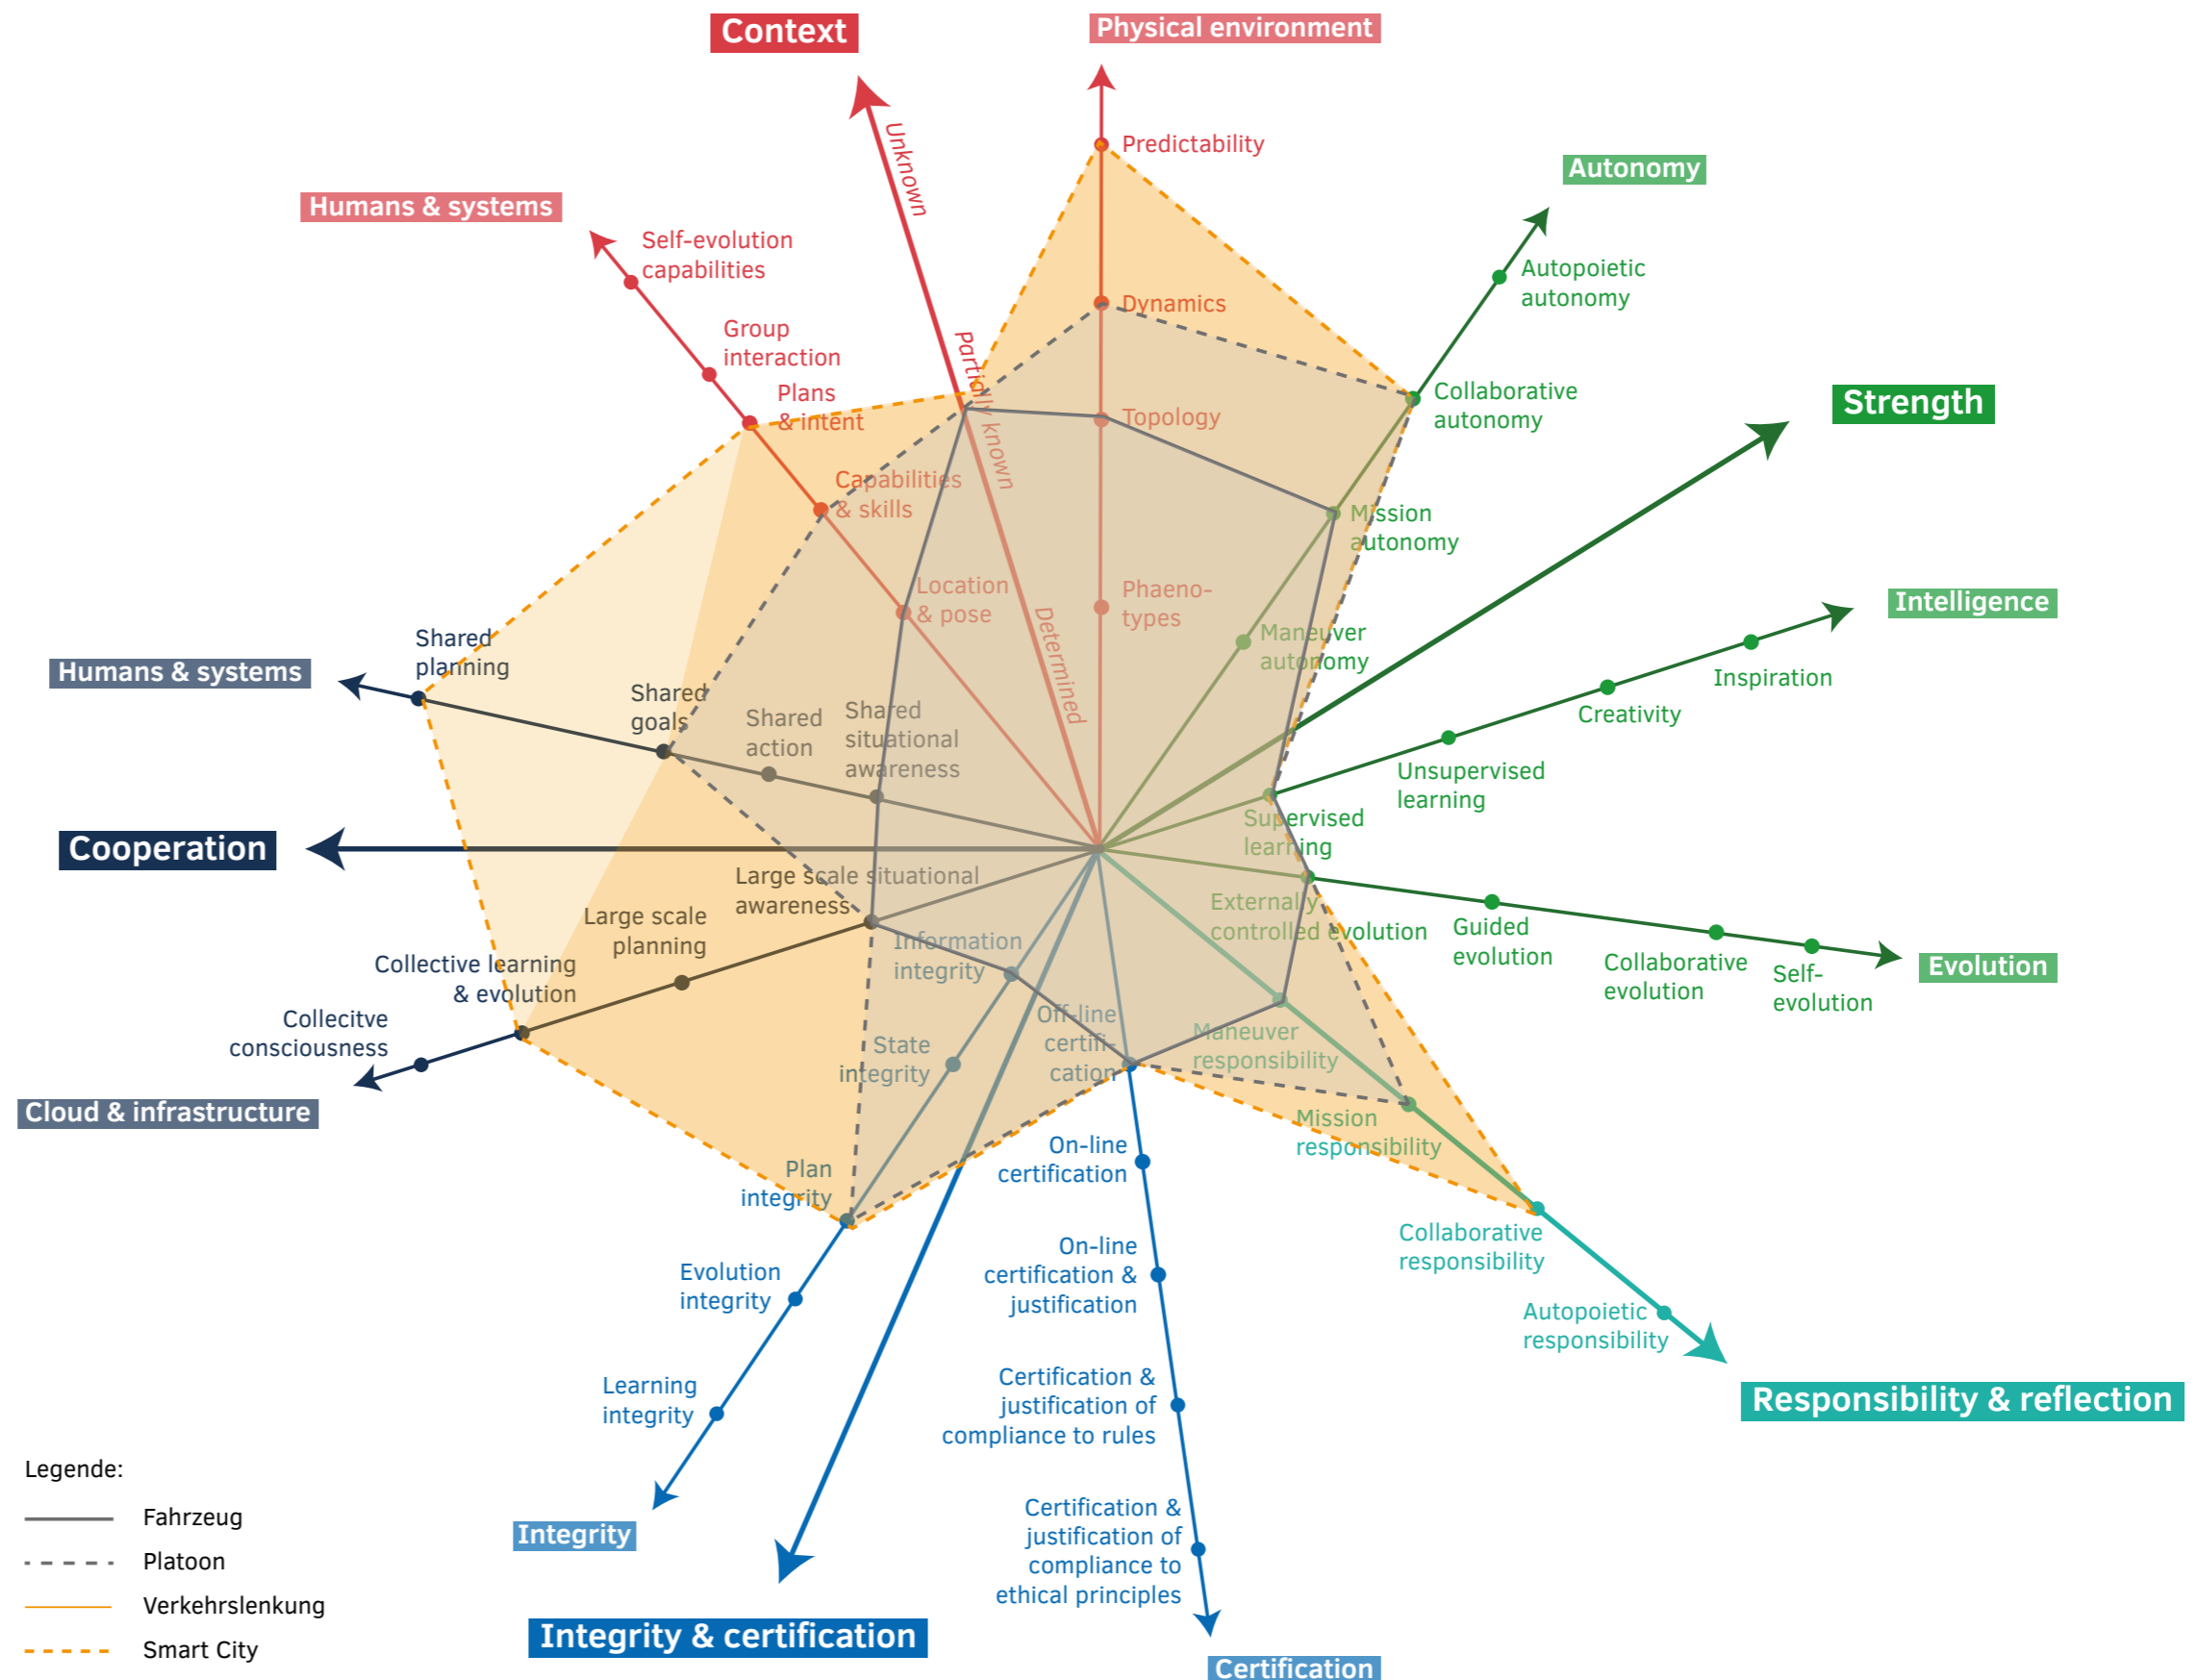 Context
Physical environment
Unknown
Predictability
Autonomy
Humans & systems
Self-evolution
capabilities
Autopoietic
autonomy
Dynamics
Group
interaction
Partially known
Plans
& intent
Collaborative
autonomy
Strength
Topology
Capabilities
& skills
Mission
autonomy
Location
& pose
Phaeno-
types
Determined
Maneuver
autonomy
Intelligence
Inspiration
Creativity
Unsupervised
learning
Supervised
learning
Shared
planning
Humans & systems
Shared
goals
Shared
action
Shared
situational
awareness
Cooperation
Large scale situational
awareness
Large scale
planning
Collective learning
& evolution
Collecitve
consciousness
Cloud & infrastructure
Externally
controlled evolution
Guided
evolution
Collaborative
evolution
Self-
evolution
Evolution
Information
integrity
State
integrity
Off-line
certifi-
cation
Maneuver
responsibility
Mission
responsibility
Plan
integrity
On-line
certification
Collaborative
responsibility
Evolution
integrity
On-line
certification &
justification
Autopoietic
responsibility
Responsibility & reflection
Learning
integrity
Certification &
justification of
compliance to rules
Integrity
Certification &
justification of
compliance to
ethical principles
Integrity & certification
Certification
Legende:
Fahrzeug
Platoon
Verkehrslenkung
Smart City